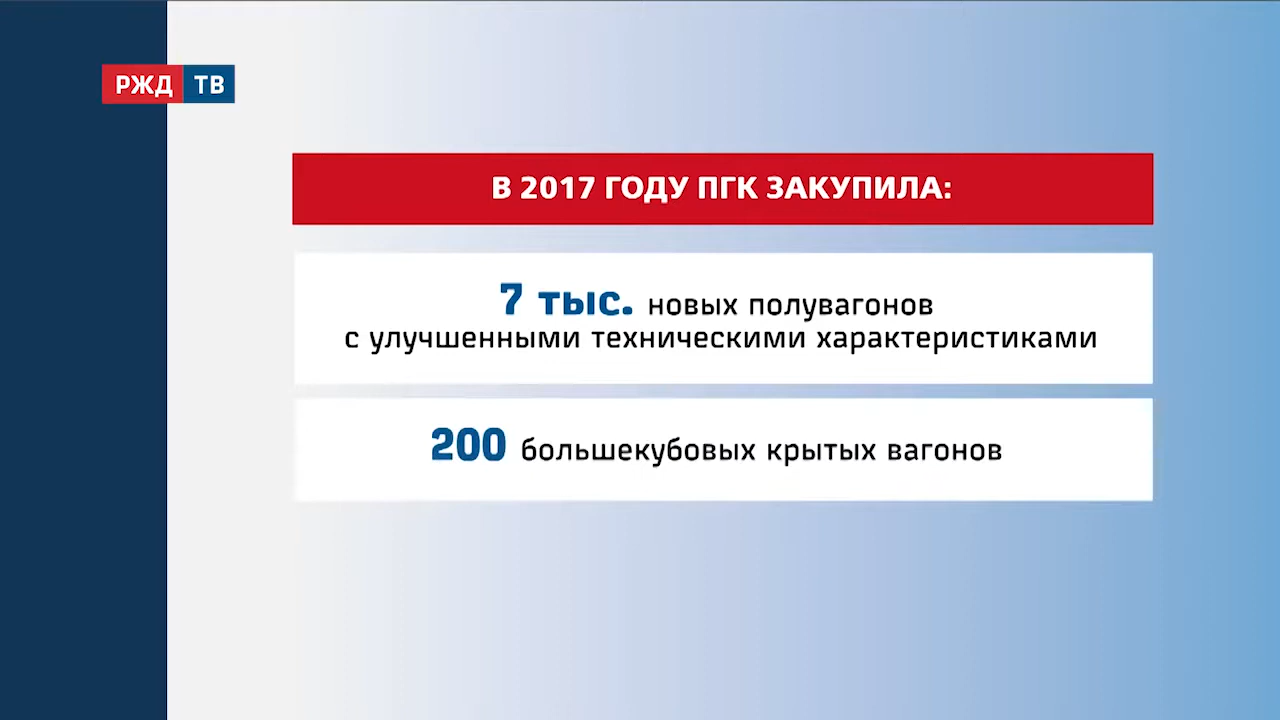 РЖД ТВ
В 2017 ГОДУ ПГК ЗАКУПИЛА:
7 тыс. новых полувагонов
с улучшенными техническими характеристиками
200 большекубовых крытых вагонов